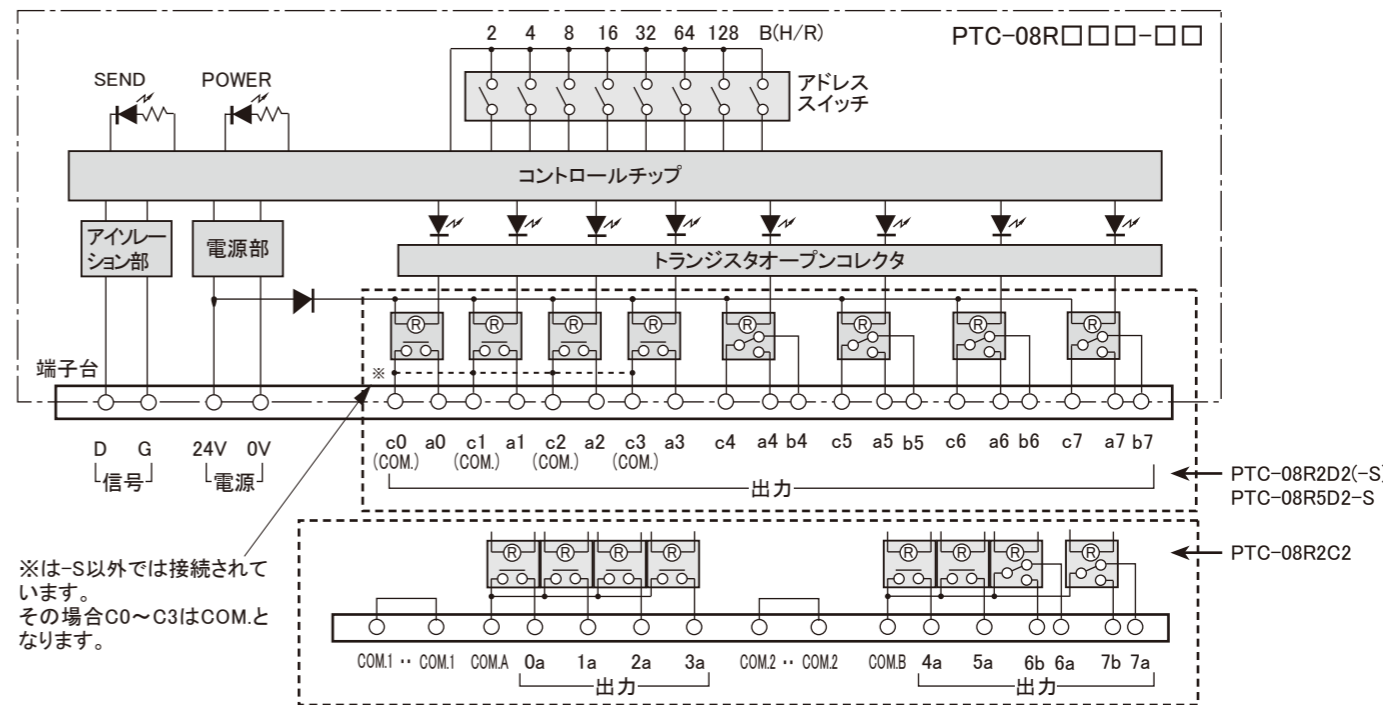 2 4 8 16 32 64 128 B(H/R)
PTC-08R□□□-□□
SEND POWER
アドレス
スイッチ
コントロールチップ
アイソレー
ション部
電源部
トランジスタオープンコレクタ
R R R R R R R R
端子台
※
D G 24V 0V c0 a0 c1 a1 c2 a2 c3 a3 c4 a4 b4 c5 a5 b5 c6 a6 b6 c7 a7 b7
(COM.) (COM.) (COM.) (COM.)
信号 電源
出力
PTC-08R2D2(-S)
PTC-08R5D2-S
R R R R R R R R
PTC-08R2C2
※は-S以外では接続されて
います。
その場合C0～C3はCOM.と
なります。
COM.1 ‥ COM.1 COM.A 0a 1a 2a 3a COM.2 ‥ COM.2 COM.B 4a 5a 6b 6a 7b 7a
出力 出力